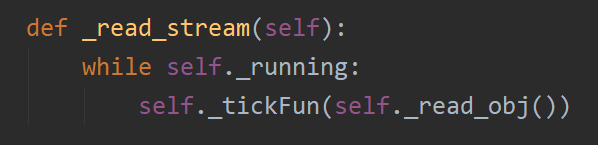 def _read_stream(self):
    while self._running:
        self._tickFun(self._read_obj())